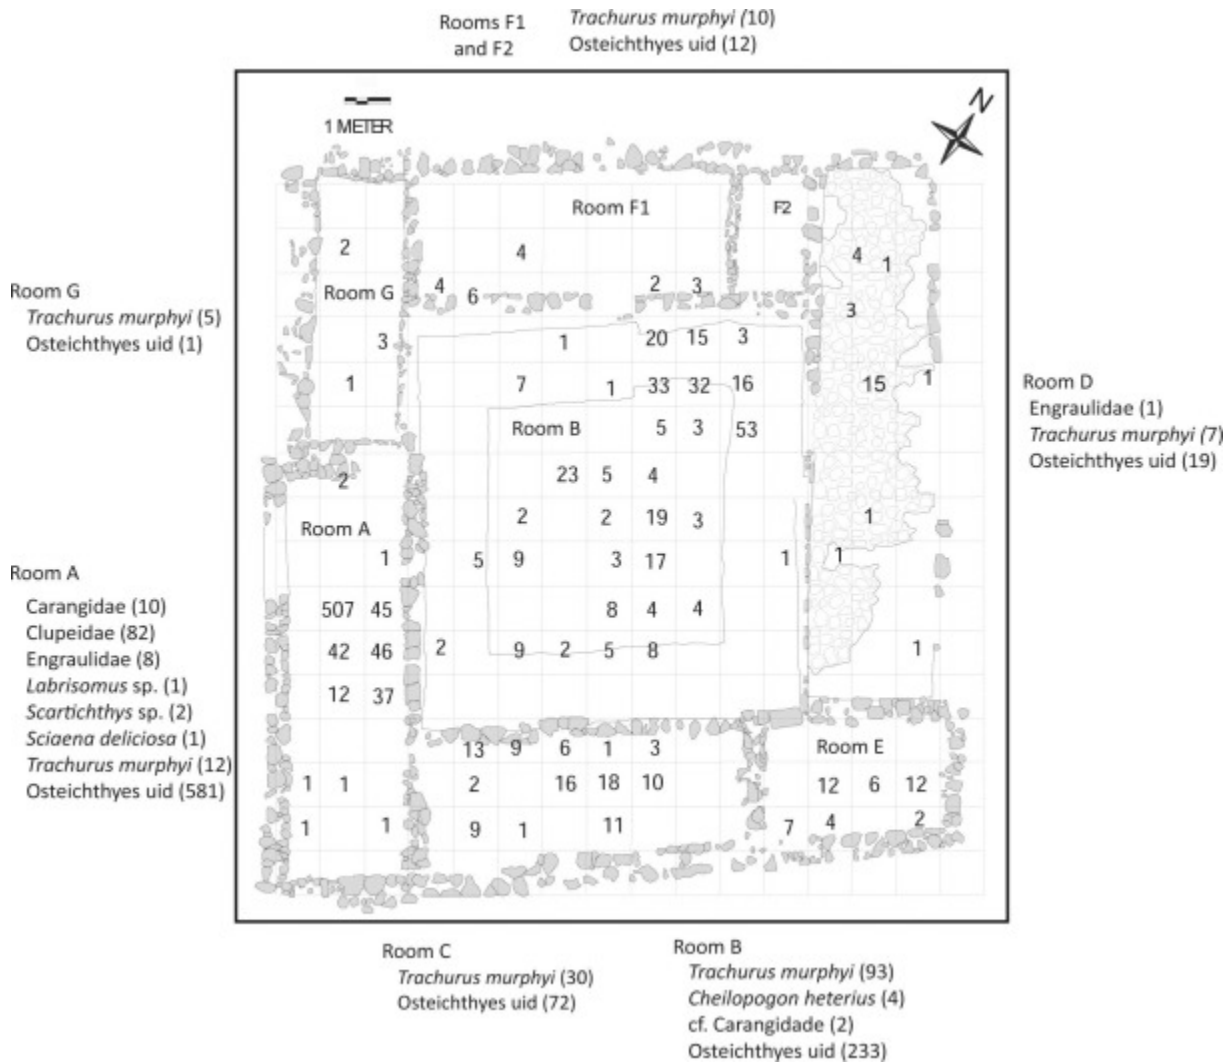 Rooms F1
and F2
Trachurus murphyi (10)
Osteichthyes uid (12)
1 METER
N
Room F1
F2
2
4
4 1
Room G
Trachurus murphyi (5)
Osteichthyes uid (1)
Room G
4
6
2
3
3
3
1
20
15
3
1
7
1
33
32
16
15
1
Room D
Engraulidae (1)
Trachurus murphyi (7)
Osteichthyes uid (19)
Room B
5
3
53
2
23
5
4
Room A
2
2
19
3
1
1
5
9
3
17
1
1
Room A
Carangidae (10)
Clupeidae (82)
Engraulidae (8)
Labrisomus sp. (1)
Scartichthys sp. (2)
Sciaena deliciosa (1)
Trachurus murphyi (12)
Osteichthyes uid (581)
507
45
8
4
4
42
46
2
9
2
5
8
1
12
37
13
9
6
1
3
Room E
1
1
2
16
18
10
12
6
12
1
1
9
1
11
7
4
2
Room C
Trachurus murphyi (30)
Osteichthyes uid (72)
Room B
Trachurus murphyi (93)
Cheilopogon heterius (4)
cf. Carangidade (2)
Osteichthyes uid (233)